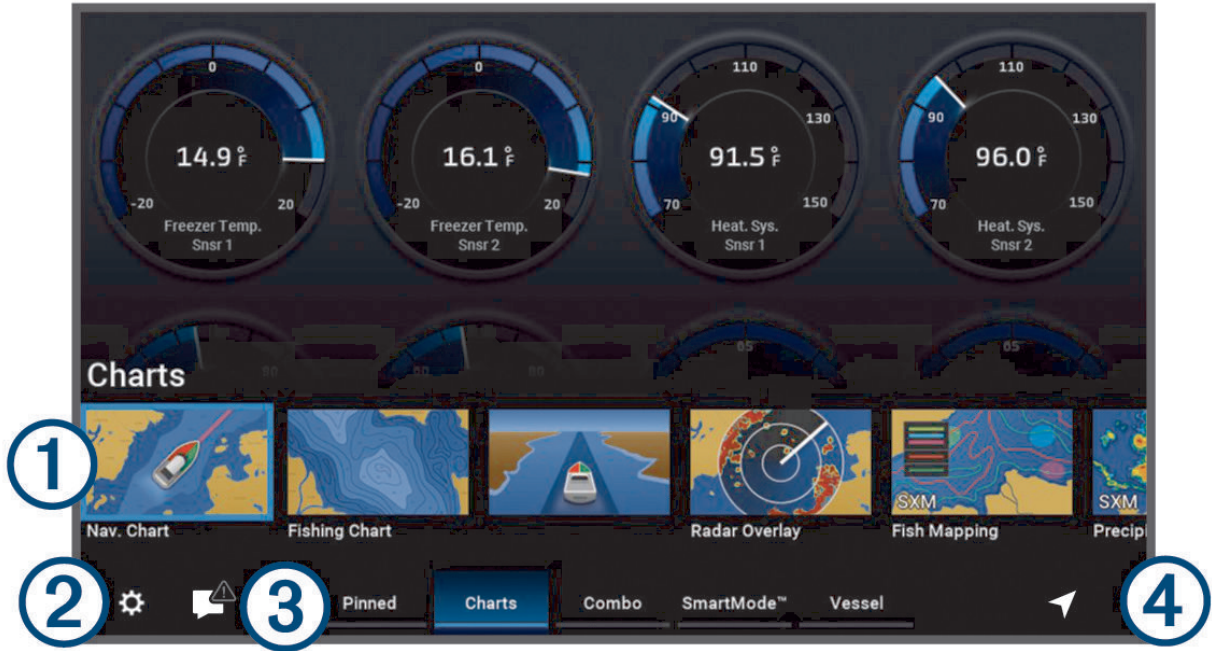 0
0
110
110
90
130
90
130
14.9 °F
16.1 °F
91.5 °F
96.0 °F
-20
20
-20
20
70
150
70
150
Freezer Temp.
Snsr 1
Freezer Temp.
Snsr 2
Heat. Sys.
Snsr 1
Heat. Sys.
Snsr 2
Charts
1
SXM
SXM
Nav. Chart
Fishing Chart
Radar Overlay
Fish Mapping
Precip
2
3
Pinned
Charts
Combo
SmartMode™
Vessel
4